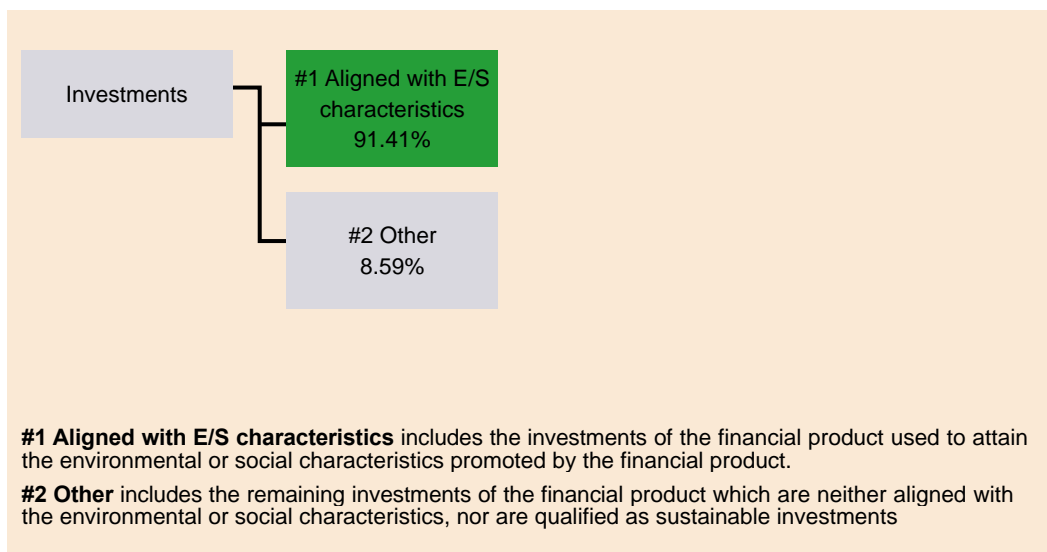 Investments
#1 Aligned with E/S
characteristics
91.41%
#2 Other
8.59%
#1 Aligned with E/S characteristics includes the investments of the financial product used to attain
the environmental or social characteristics promoted by the financial product.
#2 Other includes the remaining investments of the financial product which are neither aligned with
the environmental or social characteristics, nor are qualified as sustainable investments